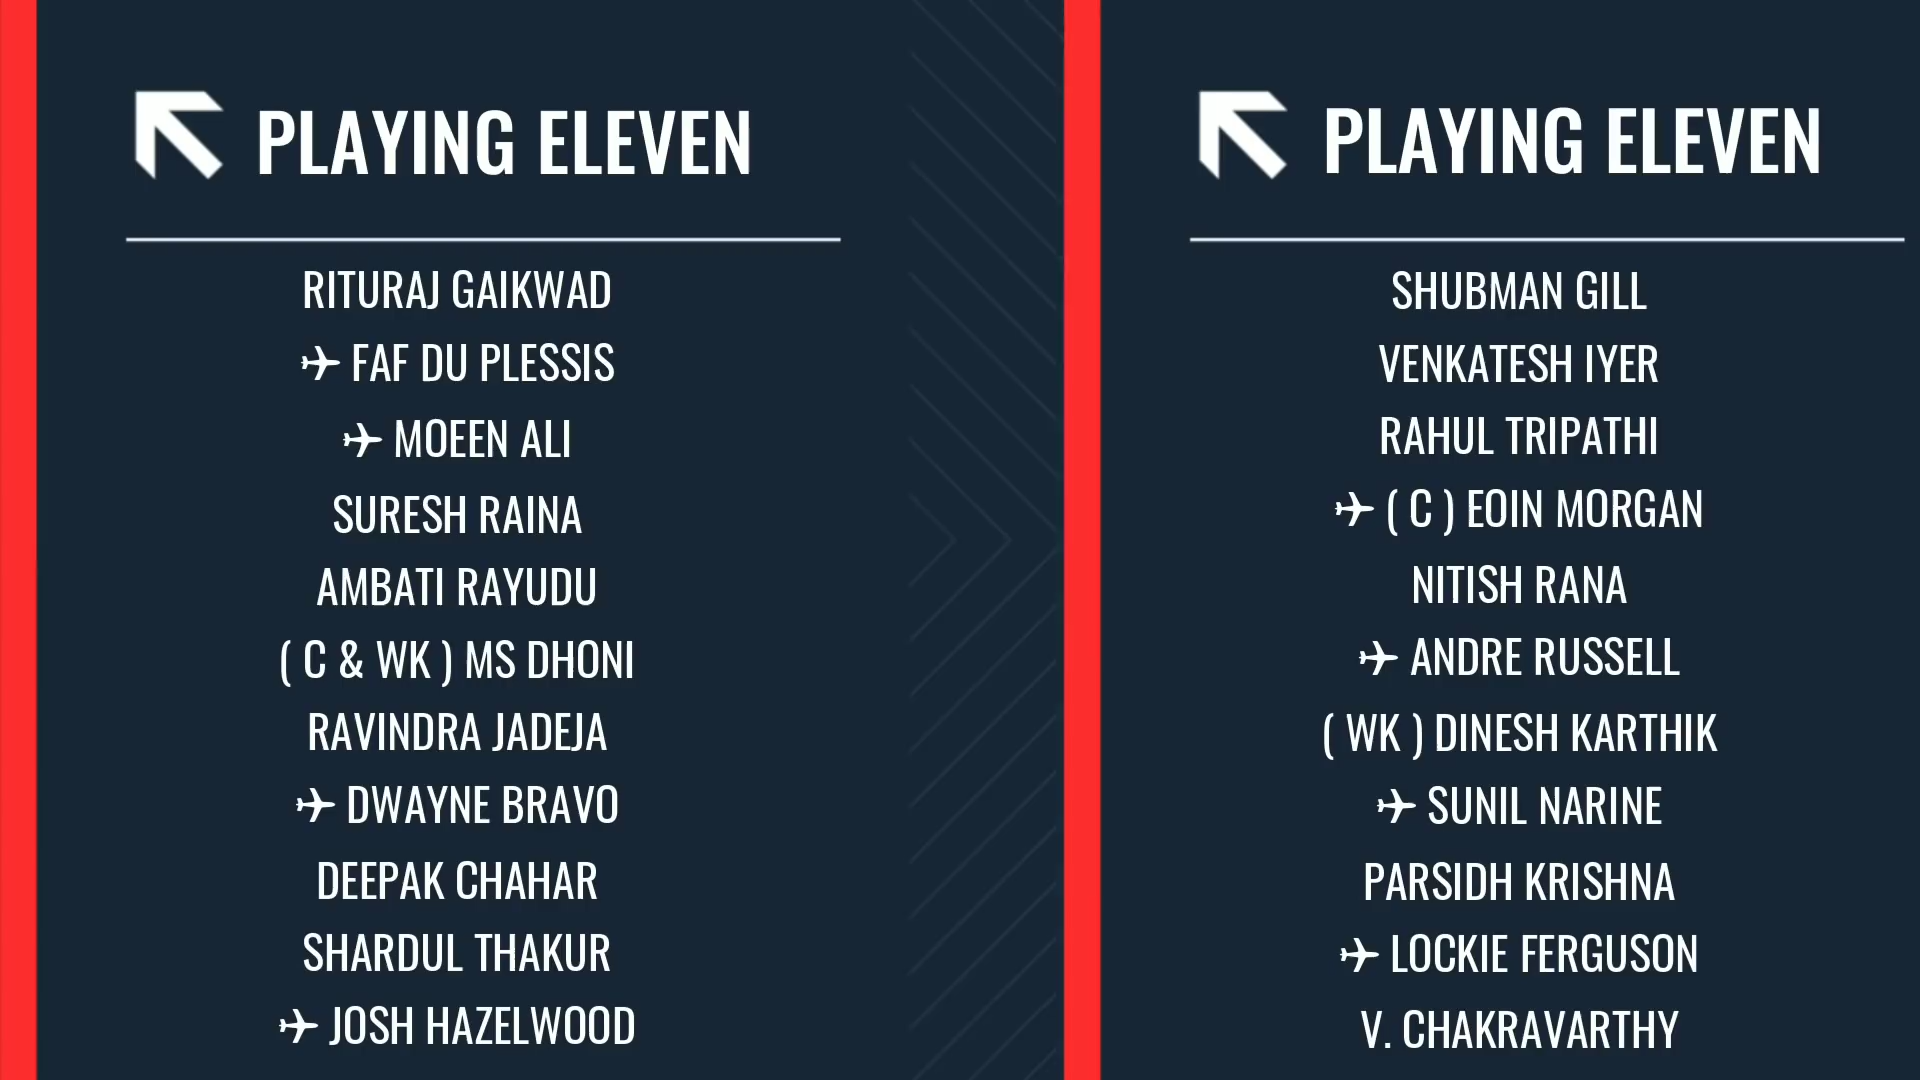 PLAYING ELEVEN
RITURAJ GAIKWAD
✈ FAF DU PLESSIS
✈ MOEEN ALI
SURESH RAINA
AMBATI RAYUDU
( C & WK ) MS DHONI
RAVINDRA JADEJA
✈ DWAYNE BRAVO
DEEPAK CHAHAR
SHARDUL THAKUR
✈ JOSH HAZELWOOD
PLAYING ELEVEN
SHUBMAN GILL
VENKATESH IYER
RAHUL TRIPATHI
✈ ( C ) EOIN MORGAN
NITISH RANA
✈ ANDRE RUSSELL
( WK ) DINESH KARTHIK
✈ SUNIL NARINE
PARSIDH KRISHNA
✈ LOCKIE FERGUSON
V. CHAKRAVARTHY